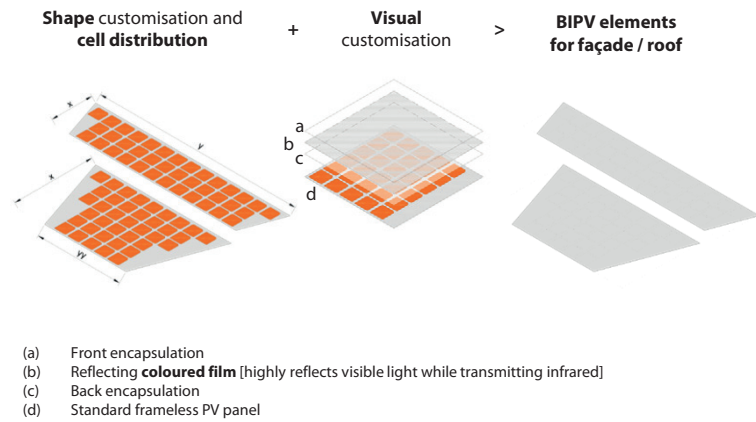 Shape customisation and
cell distribution
+
Visual
customisation
>
BIPV elements
for façade / roof
x
y
x
yy
a
b
c
d
(a) Front encapsulation
(b) Reflecting coloured film [highly reflects visible light while transmitting infrared]
(c) Back encapsulation
(d) Standard frameless PV panel